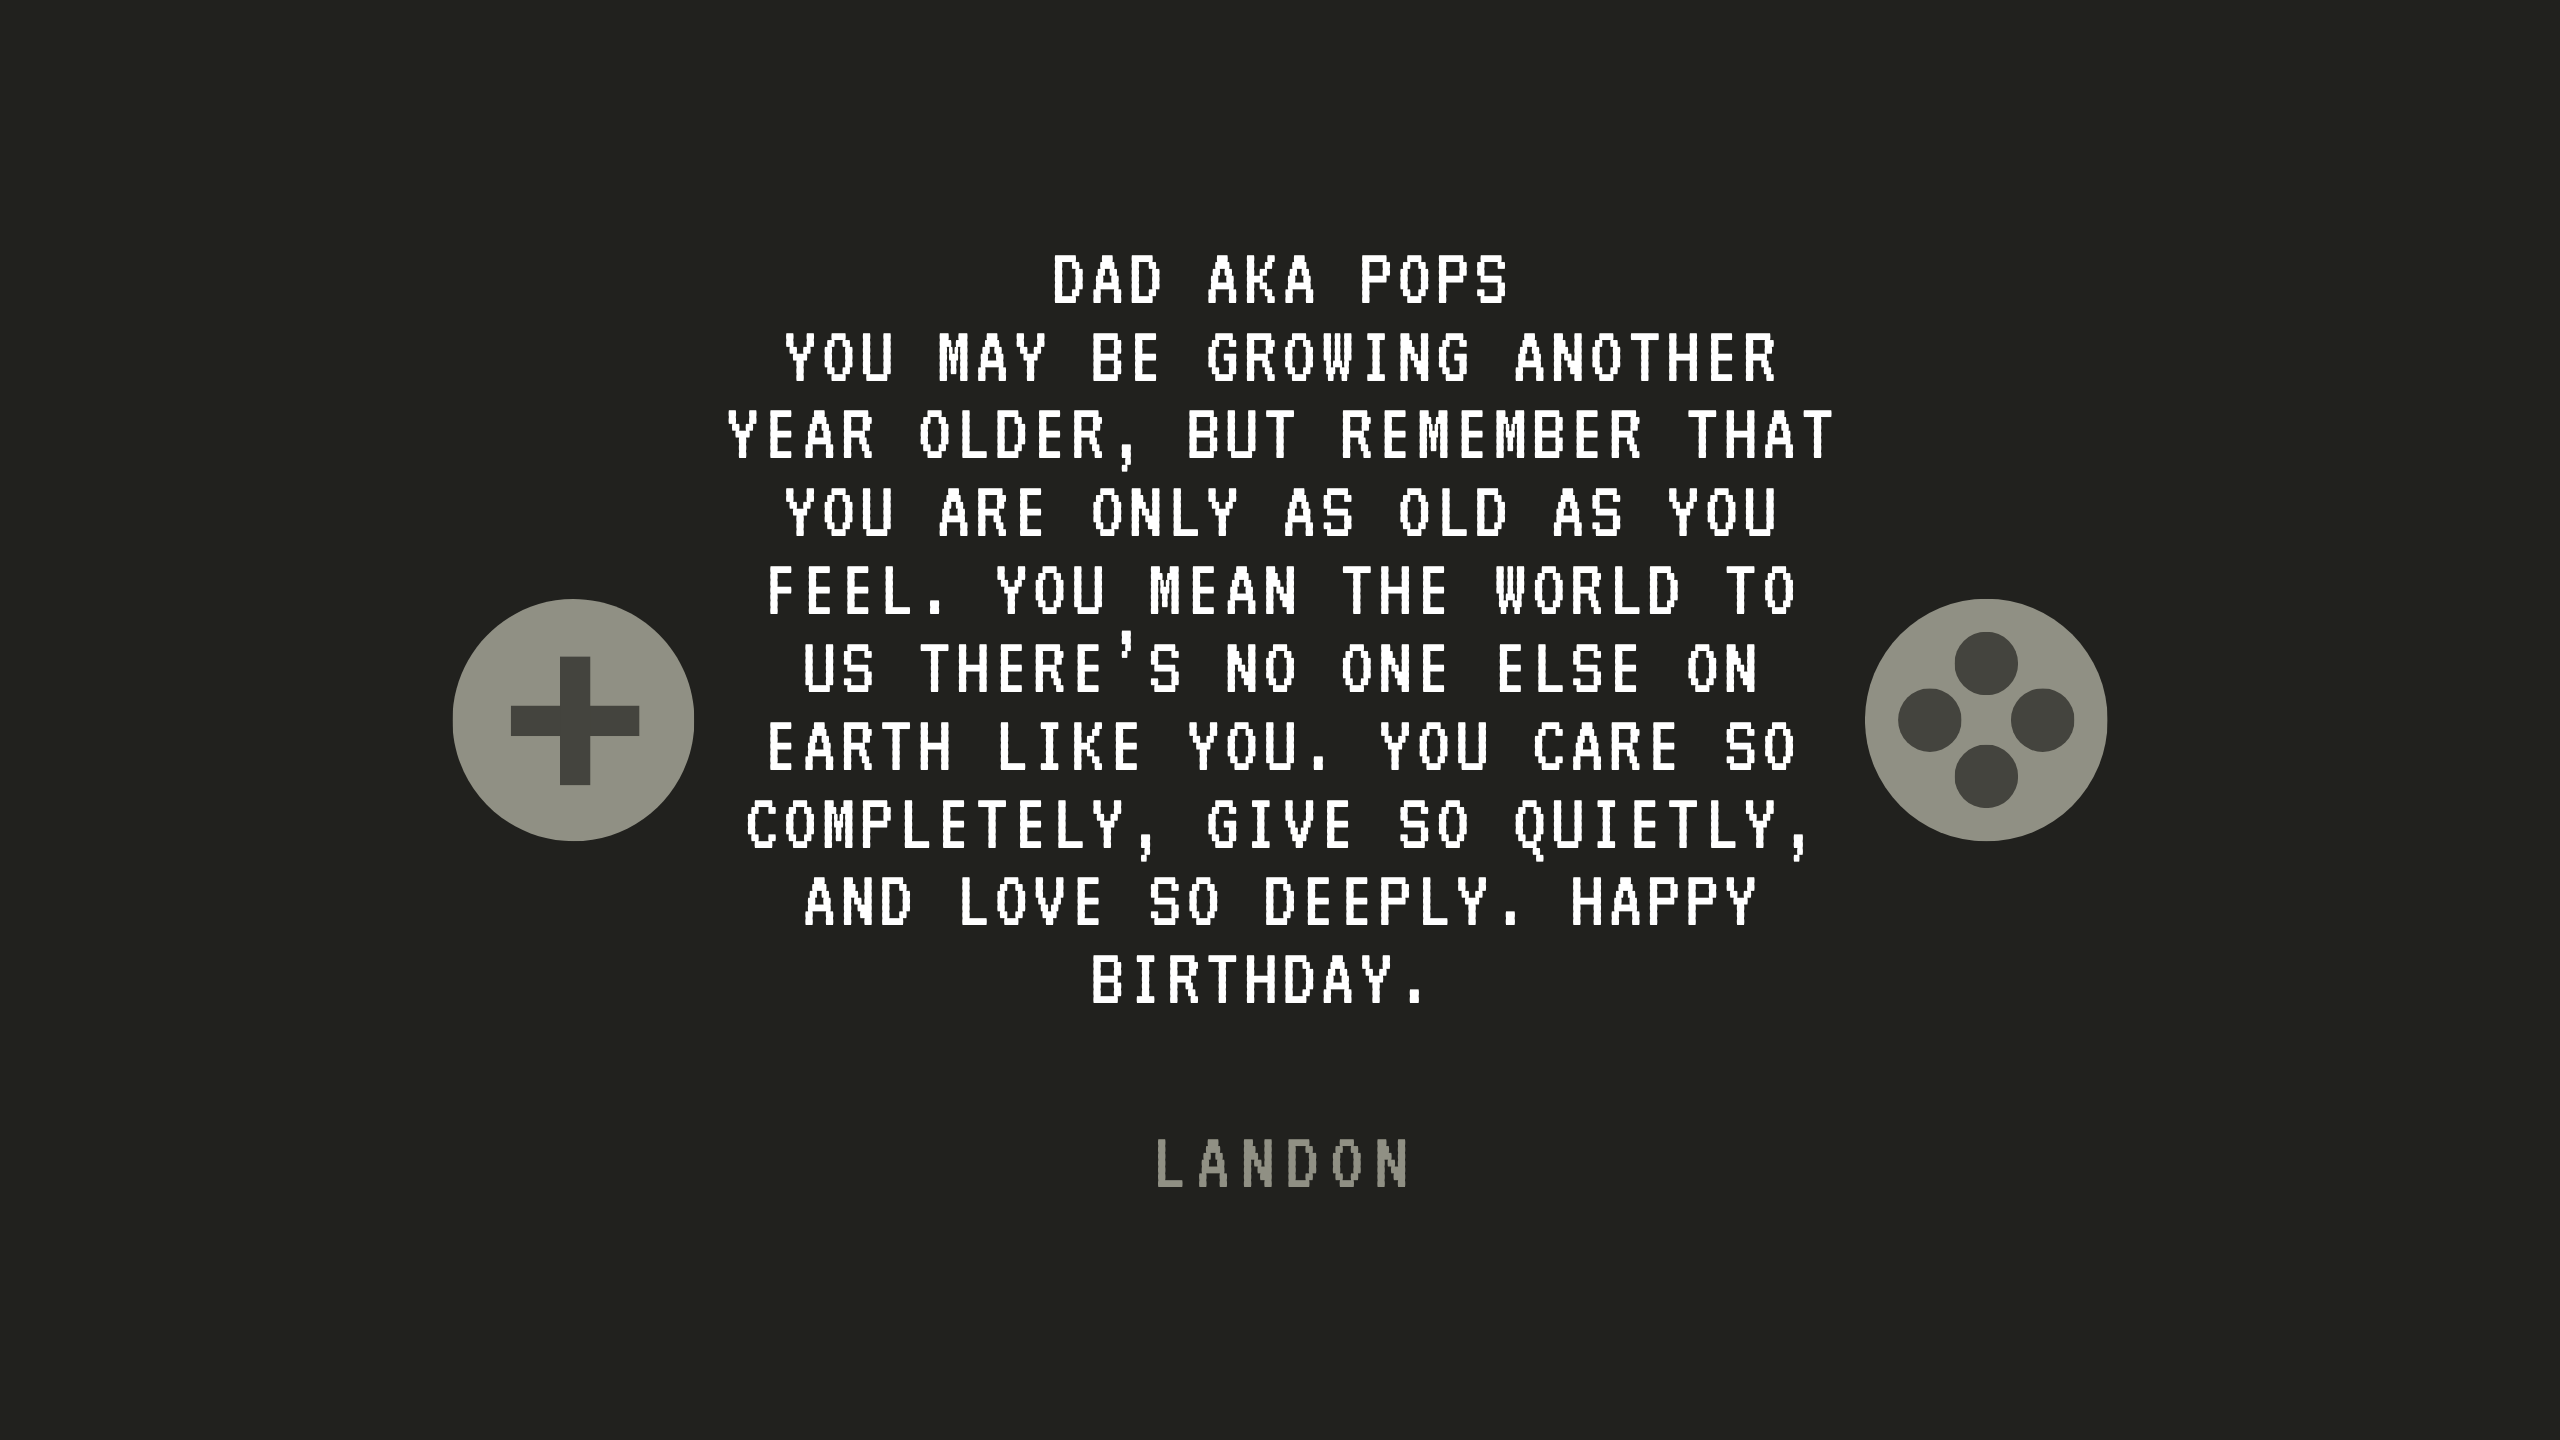 DAD AKA POPS
YOU MAY BE GROWING ANOTHER
YEAR OLDER, BUT REMEMBER THAT
YOU ARE ONLY AS OLD AS YOU
FEEL. YOU MEAN THE WORLD TO
US THERE'S NO ONE ELSE ON
EARTH LIKE YOU. YOU CARE SO
COMPLETELY, GIVE SO QUIETLY,
AND LOVE SO DEEPLY. HAPPY
BIRTHDAY.
LANDON